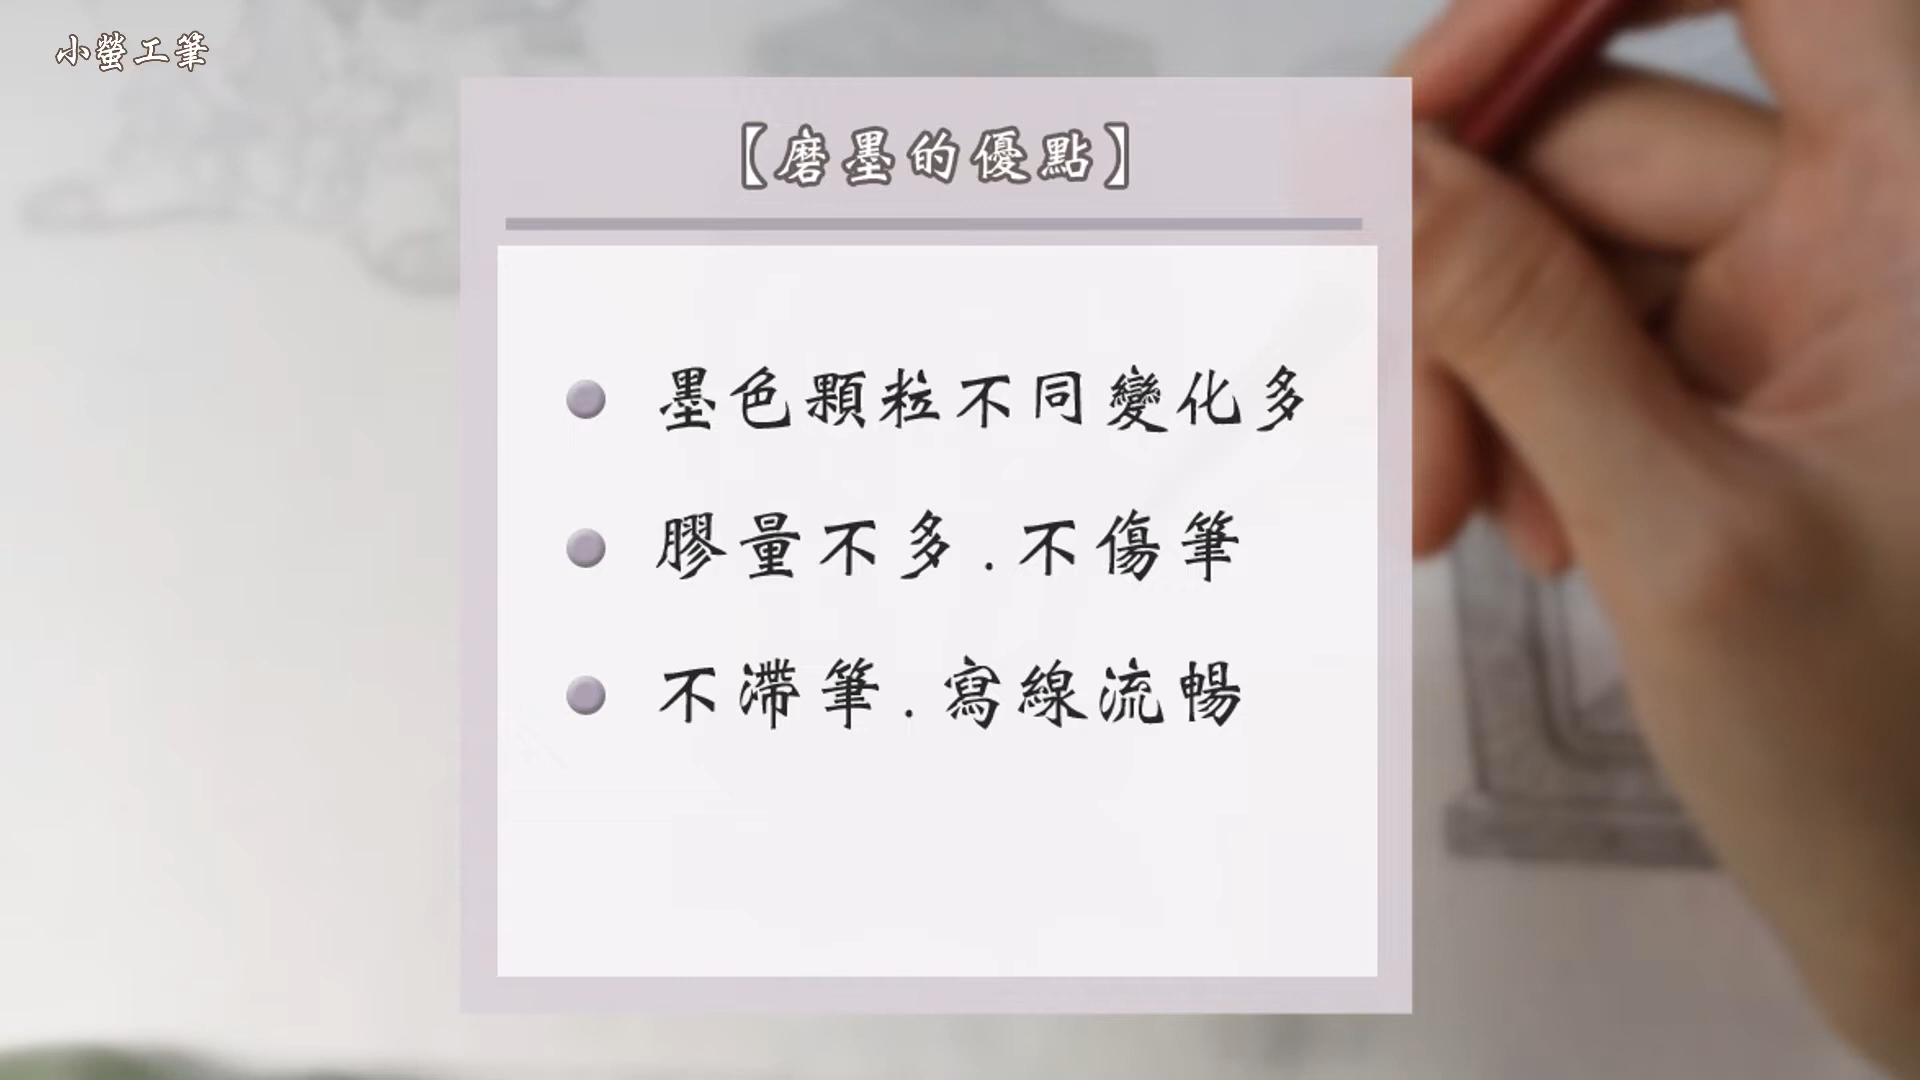 小螢工筆
【磨墨的優點】
墨色顆粒不同變化多
膠量不多.不傷筆
不滯筆.寫線流暢